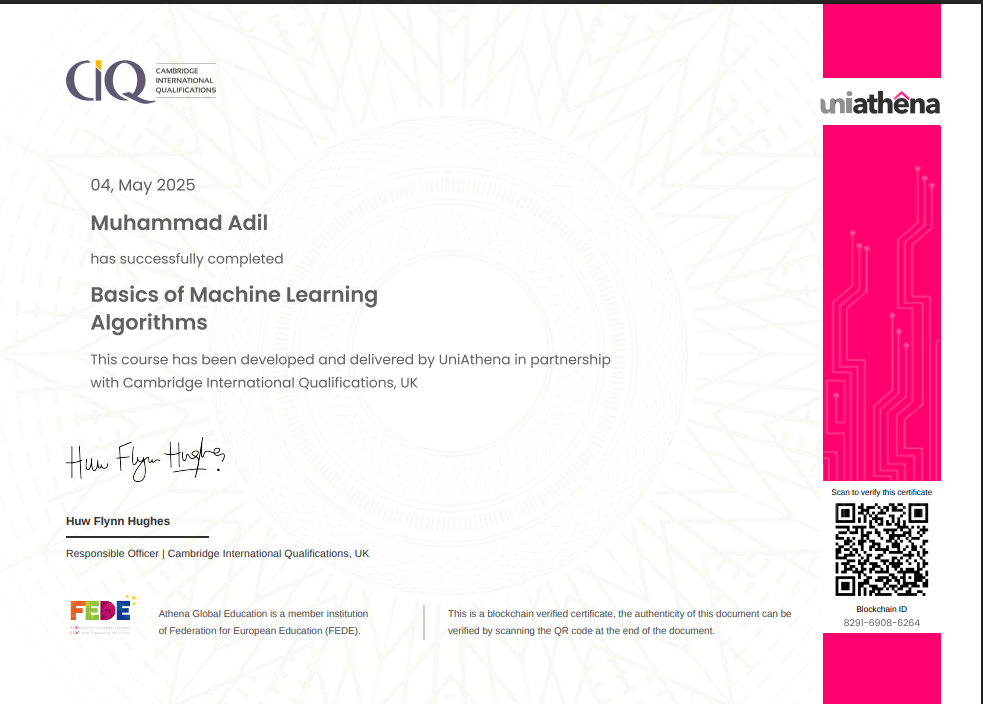 CIQ
CAMBRIDGE
INTERNATIONAL
QUALIFICATIONS
uniathêna
04, May 2025
Muhammad Adil
has successfully completed
Basics of Machine Learning
Algorithms
This course has been developed and delivered by UniAthena in partnership
with Cambridge International Qualifications, UK
Huw Flynn Hughes
Huw Flynn Hughes
Responsible Officer | Cambridge International Qualifications, UK
FEDE
Athena Global Education is a member institution
of Federation for European Education (FEDE).
This is a blockchain verified certificate, the authenticity of this document can be
verified by scanning the QR code at the end of the document.
Scan to verify this certificate
Blockchain ID
8291-6908-6264